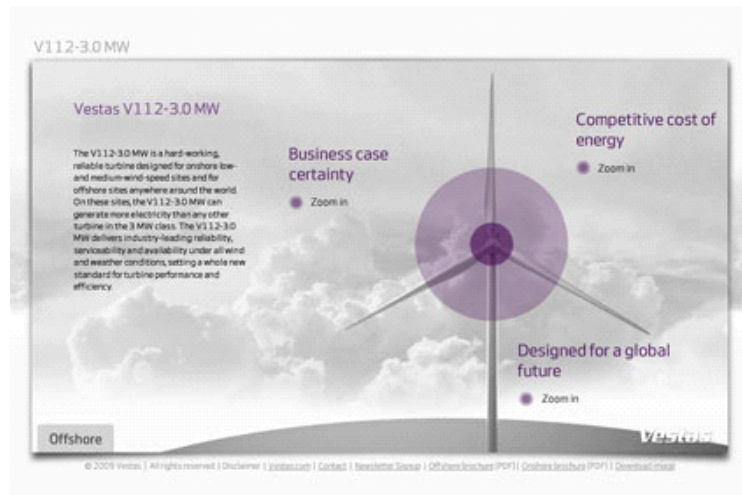 V112-3.0 MW
Vestas V112-3.0 MW
The V112-3.0 MW is a hard-working,
reliable turbine designed for onshore low-
and medium-wind-speed sites and for
offshore sites anywhere around the world.
On these sites, the V112-3.0 MW can
generate more electricity than any other
turbine in the 3 MW class. The V112-3.0
MW delivers industry-leading reliability,
serviceability and availability under all wind
and weather conditions, setting a whole new
standard for turbine performance and
efficiency.
Business case
certainty
Zoom in
Competitive cost of
energy
Zoom in
Designed for a global
future
Zoom in
Offshore
Vestas
© 2009 Vestas | All rights reserved | Disclaimer | Vestas.com | Contact | Newsletter Signup | Offshore brochure (PDF) | Onshore brochure (PDF) | Download